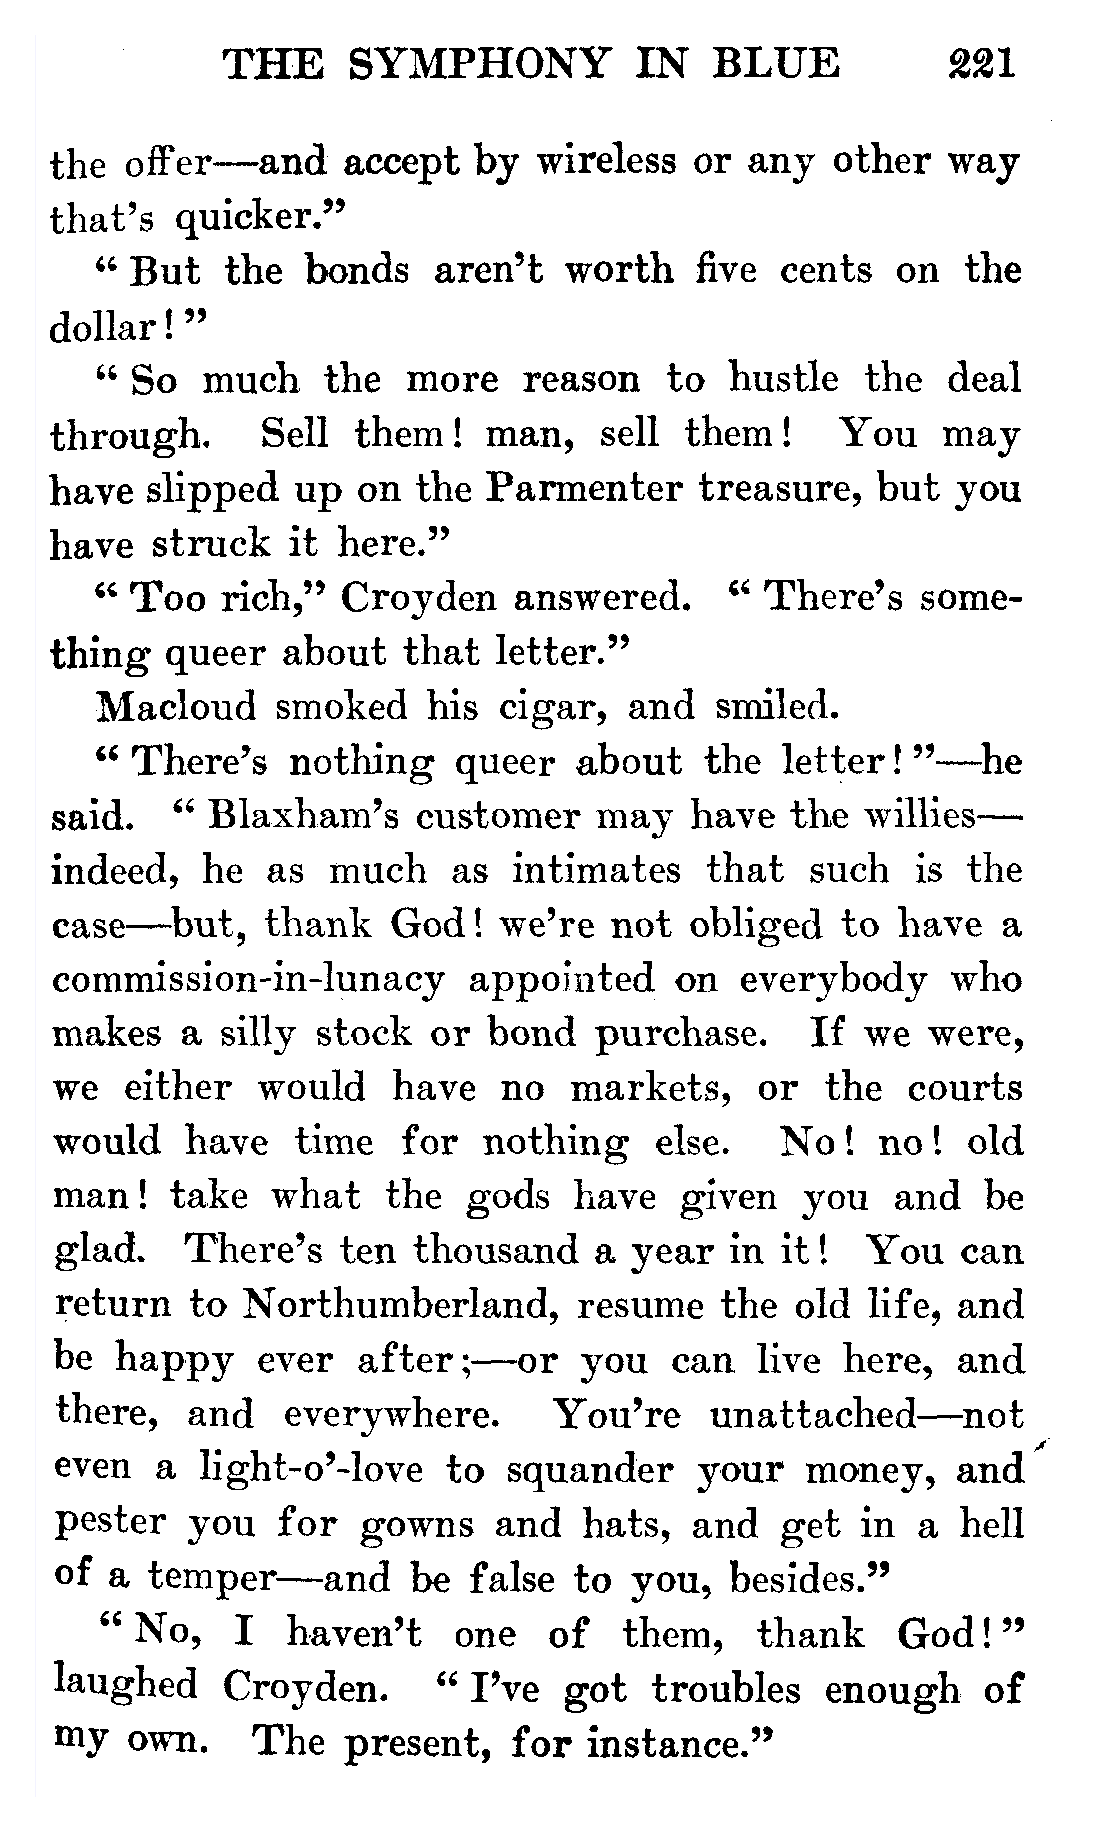 THE SYMPHONY IN BLUE 221
the offer—and accept by wireless or any other way
that's quicker."
" But the bonds aren't worth five cents on the
dollar! "
" So much the more reason to hustle the deal
through. Sell them! man, sell them! You may
have slipped up on the Parmenter treasure, but you
have struck it here."
" Too rich," Croyden answered. " There's some-
thing queer about that letter."
Macloud smoked his cigar, and smiled.
" There's nothing queer about the letter! "—he
said. " Blaxham's customer may have the willies—
indeed, he as much as intimates that such is the
case—but, thank God! we're not obliged to have a
commission-in-lunacy appointed on everybody who
makes a silly stock or bond purchase. If we were,
we either would have no markets, or the courts
would have time for nothing else. No! no! old
man! take what the gods have given you and be
glad. There's ten thousand a year in it! You can
return to Northumberland, resume the old life, and
be happy ever after;—or you can live here, and
there, and everywhere. You're unattached—not
even a light-o'-love to squander your money, and
pester you for gowns and hats, and get in a hell
of a temper—and be false to you, besides."
" No, I haven't one of them, thank God! "
laughed Croyden. " I've got troubles enough of
my own. The present, for instance."